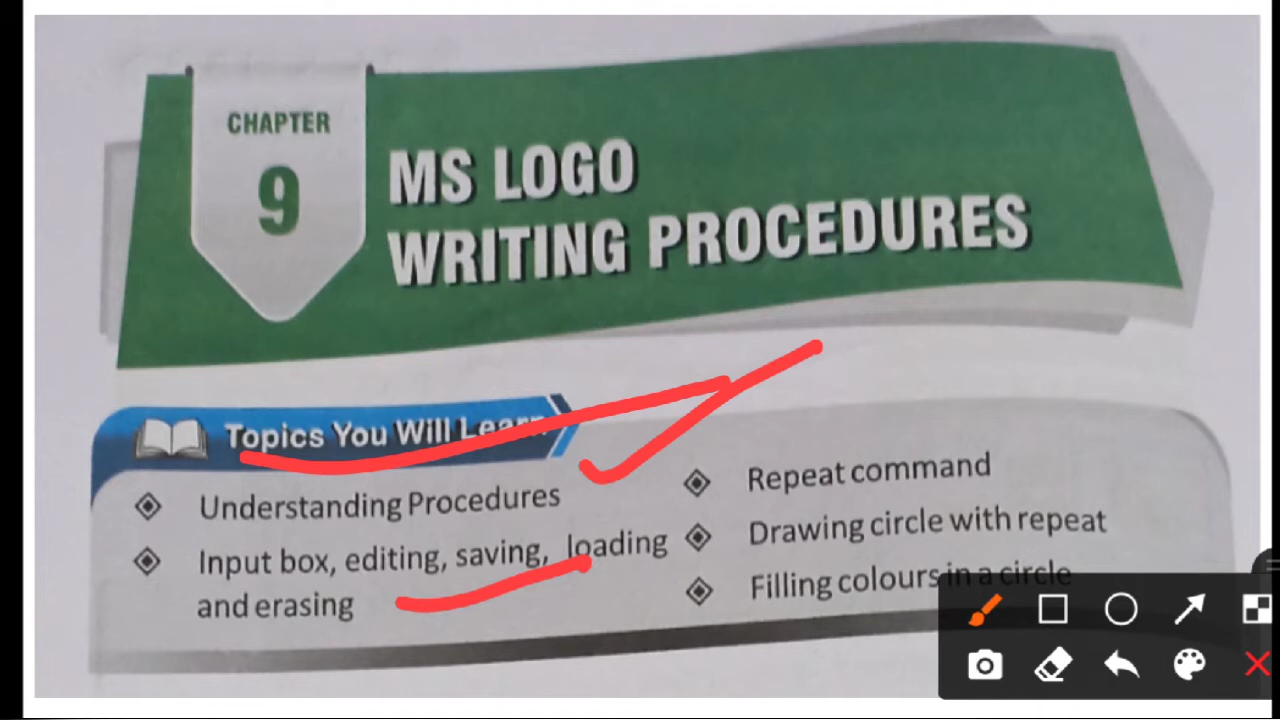 CHAPTER
9
MS LOGO
WRITING PROCEDURES
Topics You Will Learn
Understanding Procedures
Input box, editing, saving, loading
and erasing
Repeat command
Drawing circle with repeat
Filling colours in a circle